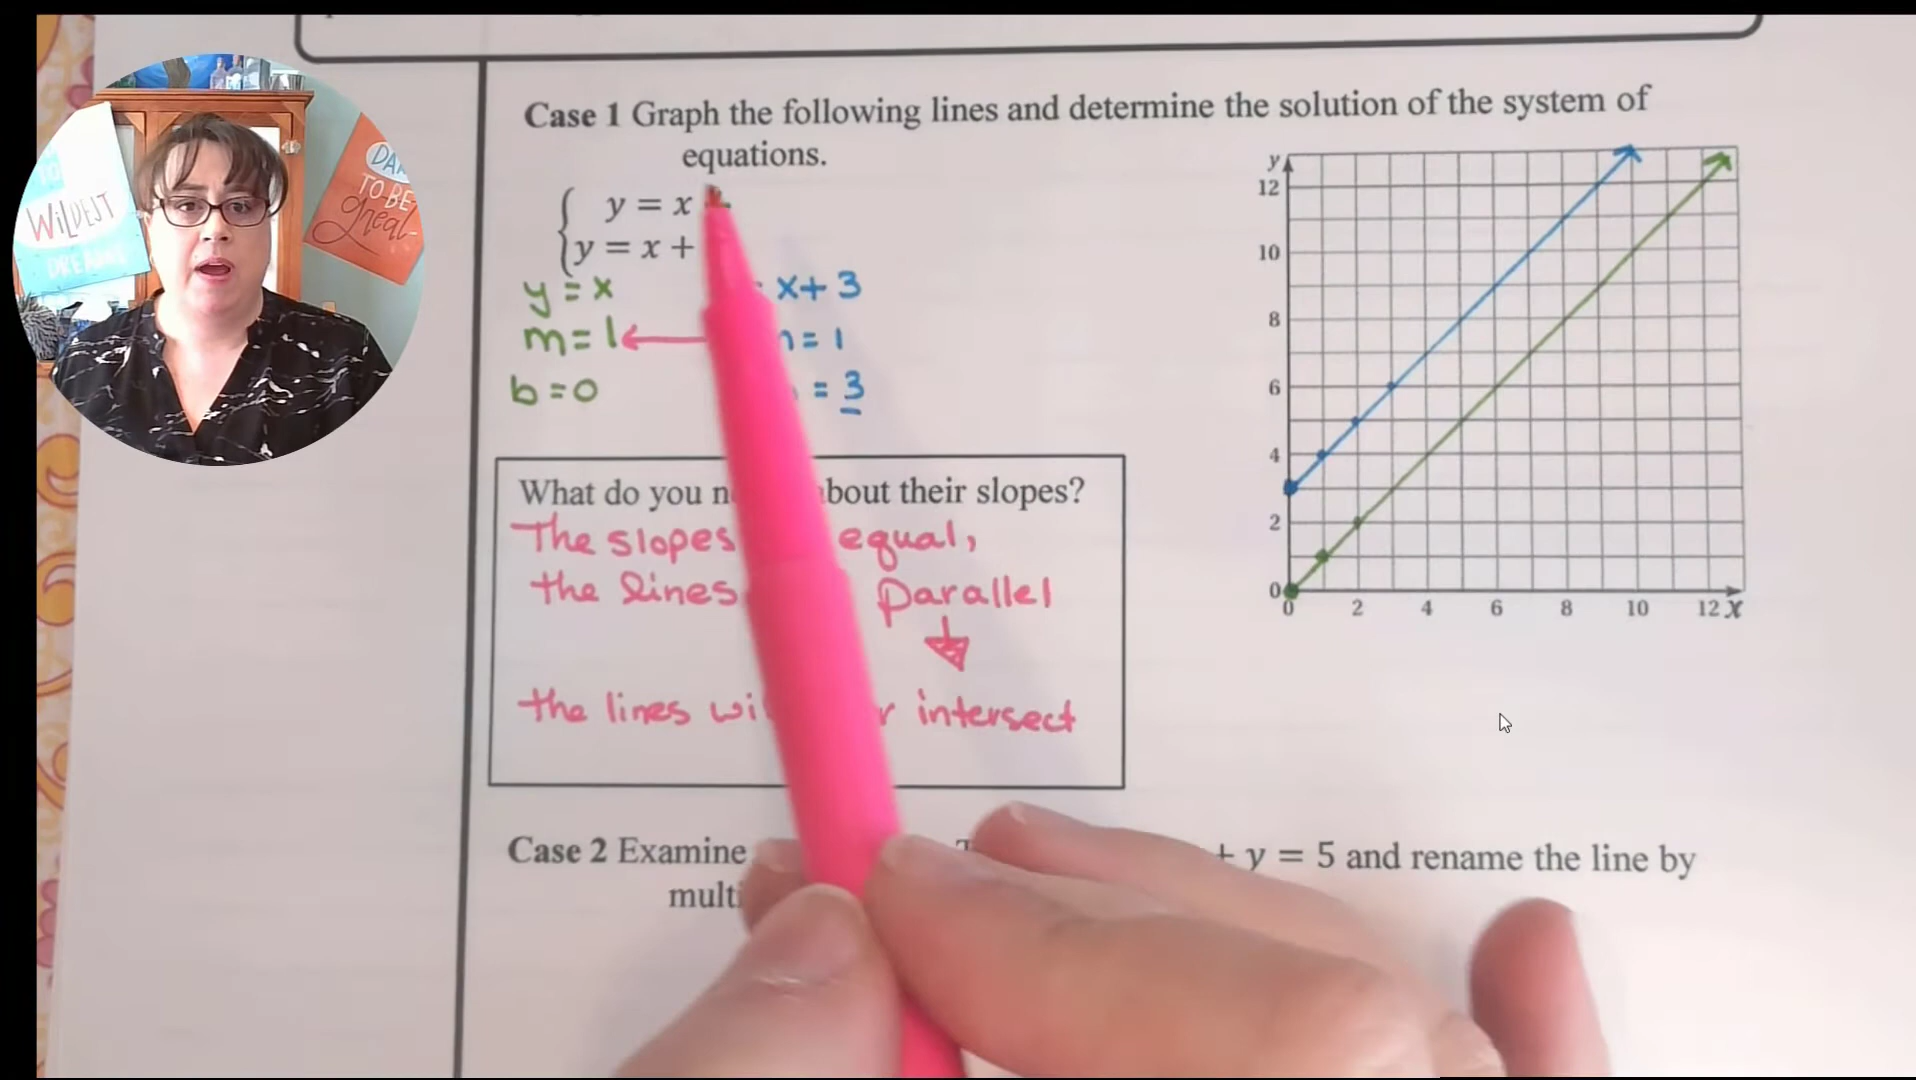 WILDEST
DREAMS
TO BE
great
Case 1 Graph the following lines and determine the solution of the system of
equations.
y = x
y = x +
y = x
x + 3
m = 1
= 1
b = 0
= 3
What do you about their slopes?
The slopes equal,
the lines parallel
the lines intersect
y
12
10
8
6
4
2
0
0 2 4 6 8 10 12 x
Case 2 Examine + y = 5 and rename the line by